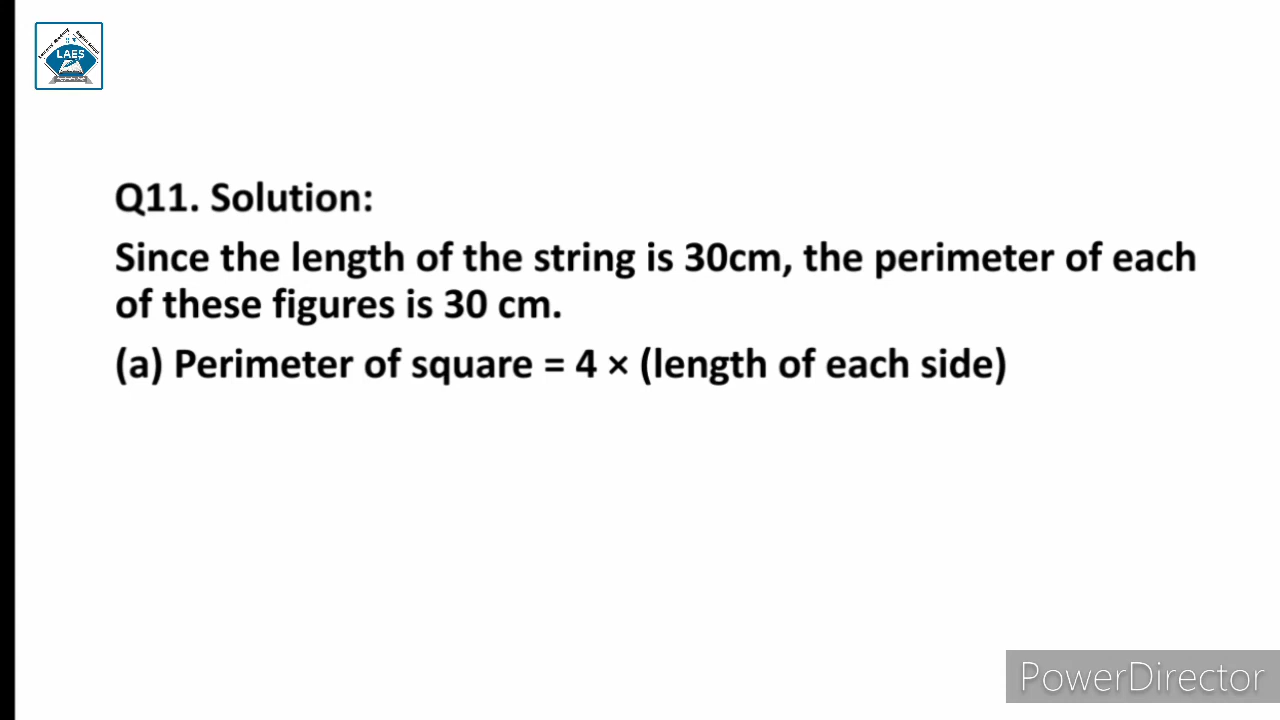 LAES
Q11. Solution:
Since the length of the string is 30cm, the perimeter of each
of these figures is 30 cm.
(a) Perimeter of square = 4 × (length of each side)
PowerDirector